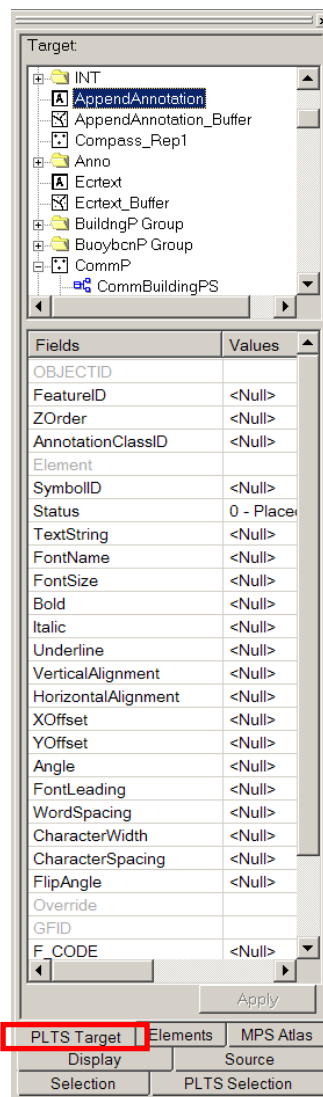 Target:
INT
AppendAnnotation
AppendAnnotation_Buffer
Compass_Rep1
Anno
Ecrtext
Ecrtext_Buffer
BuildngP Group
BuoybcnP Group
CommP
CommBuildingPS
Fields Values
OBJECTID
FeatureID <Null>
ZOrder <Null>
AnnotationClassID <Null>
Element
SymbolID <Null>
Status 0 - Place
TextString <Null>
FontName <Null>
FontSize <Null>
Bold <Null>
Italic <Null>
Underline <Null>
VerticalAlignment <Null>
HorizontalAlignment <Null>
XOffset <Null>
YOffset <Null>
Angle <Null>
FontLeading <Null>
WordSpacing <Null>
CharacterWidth <Null>
CharacterSpacing <Null>
FlipAngle <Null>
Override
GFID
F_CODE <Null>
Apply
PLTS Target Elements MPS Atlas
Display Source
Selection PLTS Selection